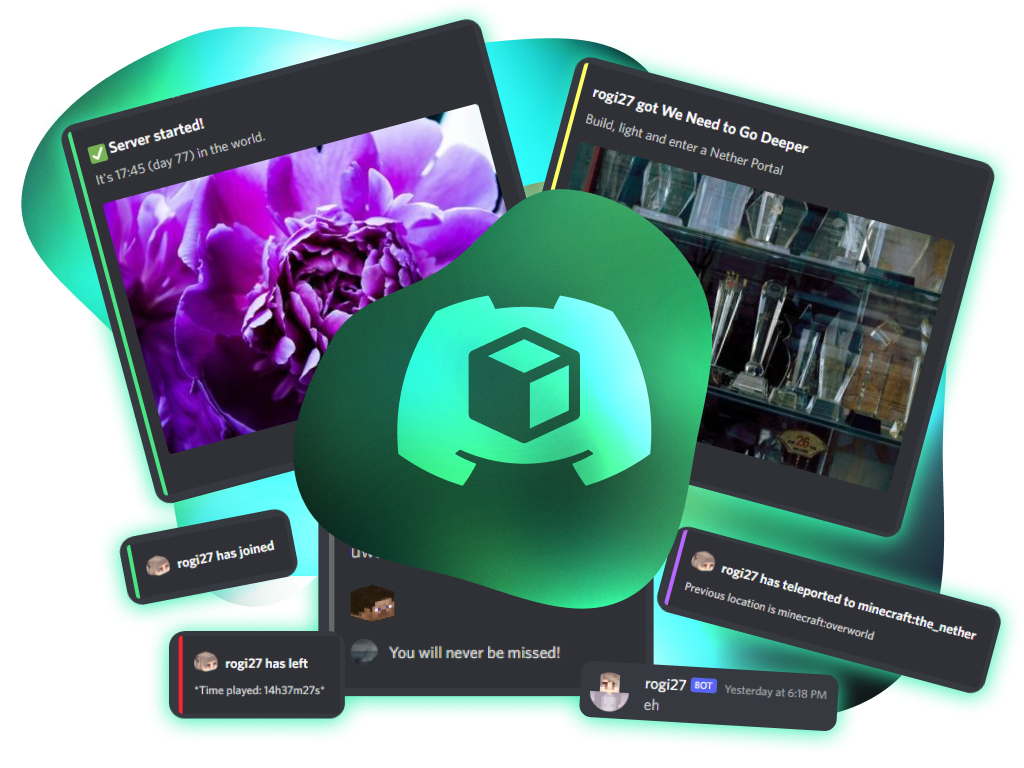 Server started!
It's 17:45 (day 77) in the world.
rogi27 got We Need to Go Deeper
Build, light and enter a Nether Portal
26
rogi27 has joined
rogi27 has teleported to minecraft:the_nether
Previous location is minecraft:overworld
You will never be missed!
rogi27 has left
*Time played: 14h37m27s*
rogi27 BOT Yesterday at 6:18 PM
eh